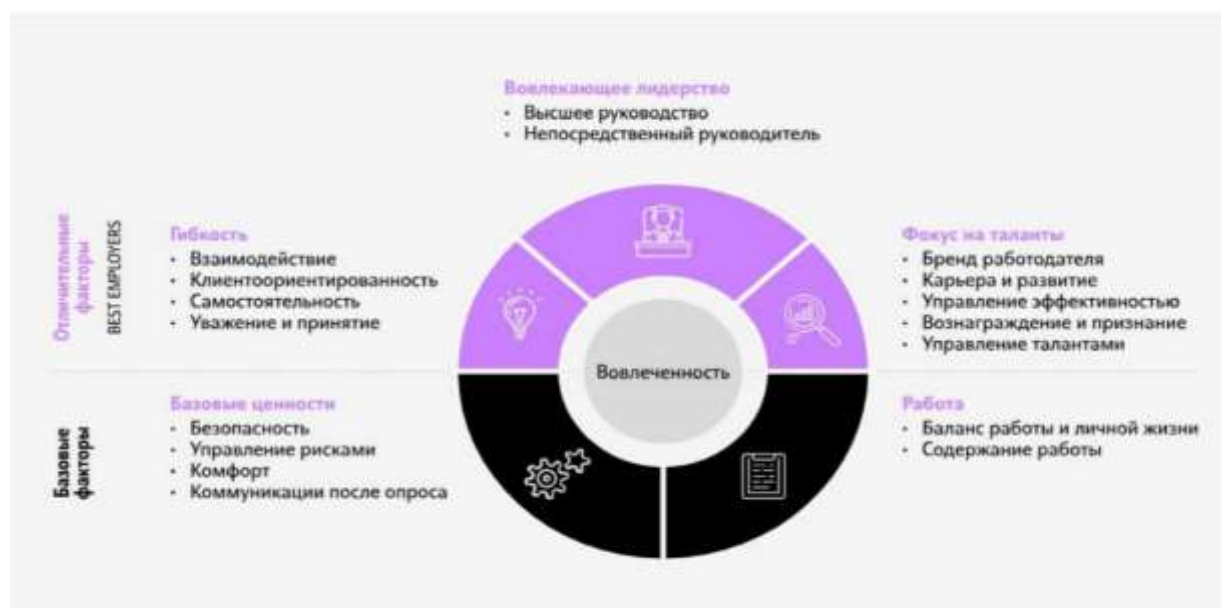 Вовлекающее лидерство
• Высшее руководство
• Непосредственный руководитель
Отличительные
факторы
BEST EMPLOYERS
Гибкость
• Взаимодействие
• Клиентоориентированность
• Самостоятельность
• Уважение и принятие
Фокус на таланты
• Бренд работодателя
• Карьера и развитие
• Управление эффективностью
• Вознаграждение и признание
• Управление талантами
Вовлеченность
Базовые
факторы
Базовые ценности
• Безопасность
• Управление рисками
• Комфорт
• Коммуникации после опроса
Работа
• Баланс работы и личной жизни
• Содержание работы